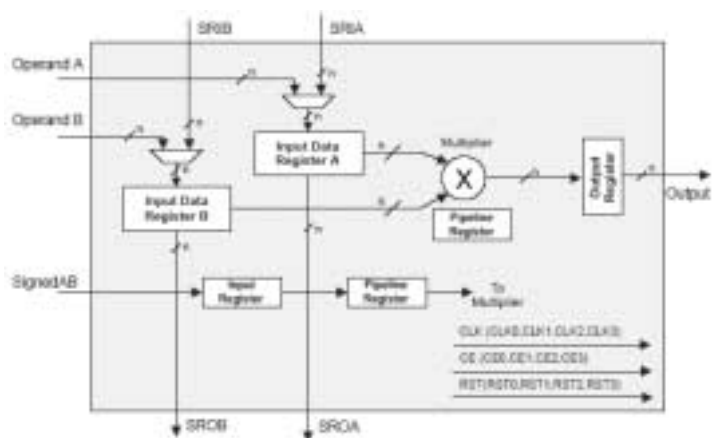 SRIB
SRIA
Operand A
Operand B
Input Data
Register A
Multiplier
X
Input Data
Register B
Pipeline
Register
Output
Register
Output
SignedAB
Input
Register
Pipeline
Register
To
Multiplier
CLK (CLK0,CLK1,CLK2,CLK3)
CE (CE0,CE1,CE2,CE3)
RST(RST0,RST1,RST2,RST3)
SROB
SROA